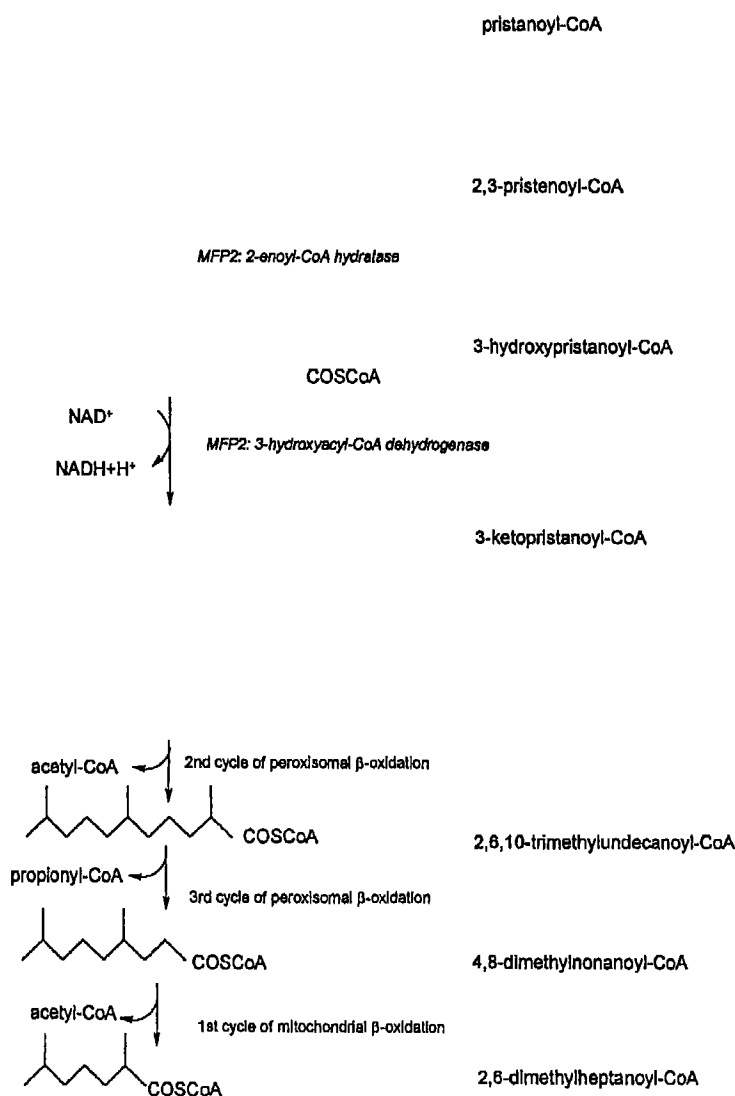 pristanoyl-CoA
2,3-pristenoyl-CoA
MFP2: 2-enoyl-CoA hydratase
3-hydroxypristanoyl-CoA
COSCoA
NAD+
MFP2: 3-hydroxyacyl-CoA dehydrogenase
NADH+H+
3-ketopristanoyl-CoA
acetyl-CoA
2nd cycle of peroxisomal β-oxidation
COSCoA
2,6,10-trimethylundecanoyl-CoA
propionyl-CoA
3rd cycle of peroxisomal β-oxidation
COSCoA
4,8-dimethylnonanoyl-CoA
acetyl-CoA
1st cycle of mitochondrial β-oxidation
COSCoA
2,6-dimethylheptanoyl-CoA